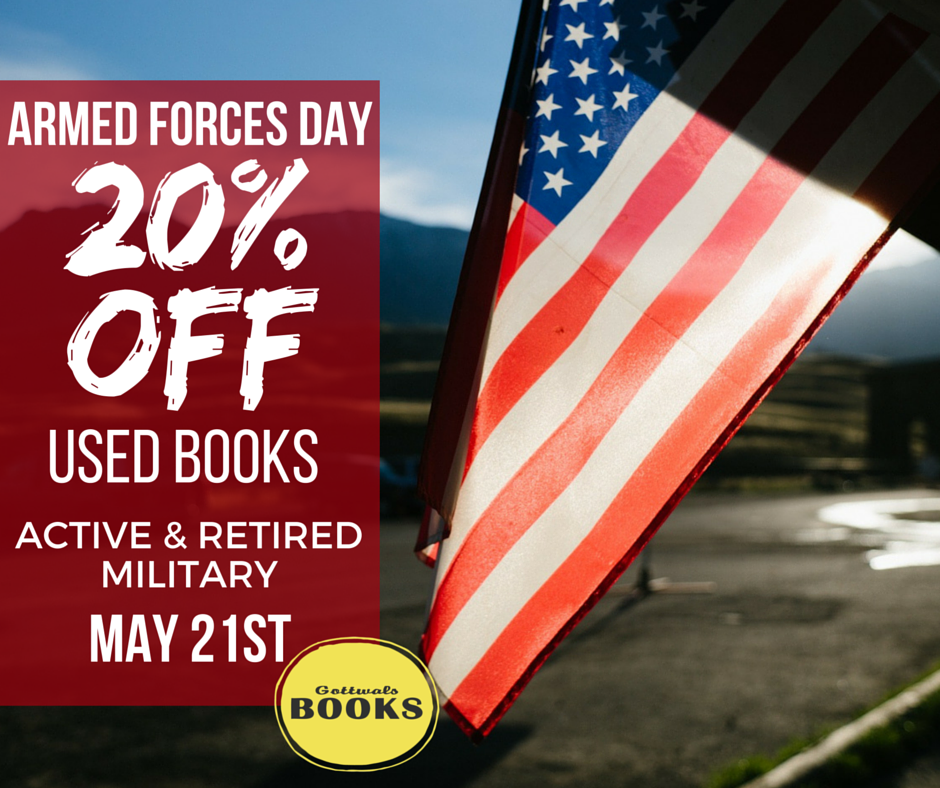 ARMED FORCES DAY
20%
OFF
USED BOOKS
ACTIVE & RETIRED
MILITARY
MAY 21ST
Gottwals
BOOKS